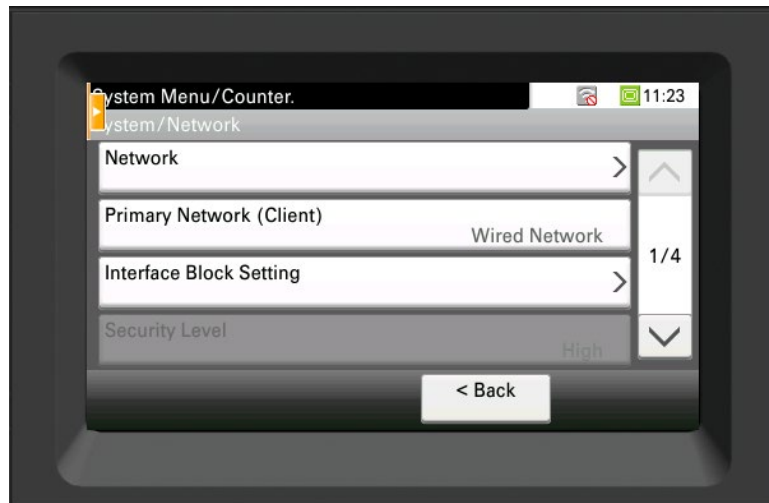 System Menu/Counter.
11:23
System/Network
Network
Primary Network (Client)
Wired Network
Interface Block Setting
1/4
Security Level
High
< Back